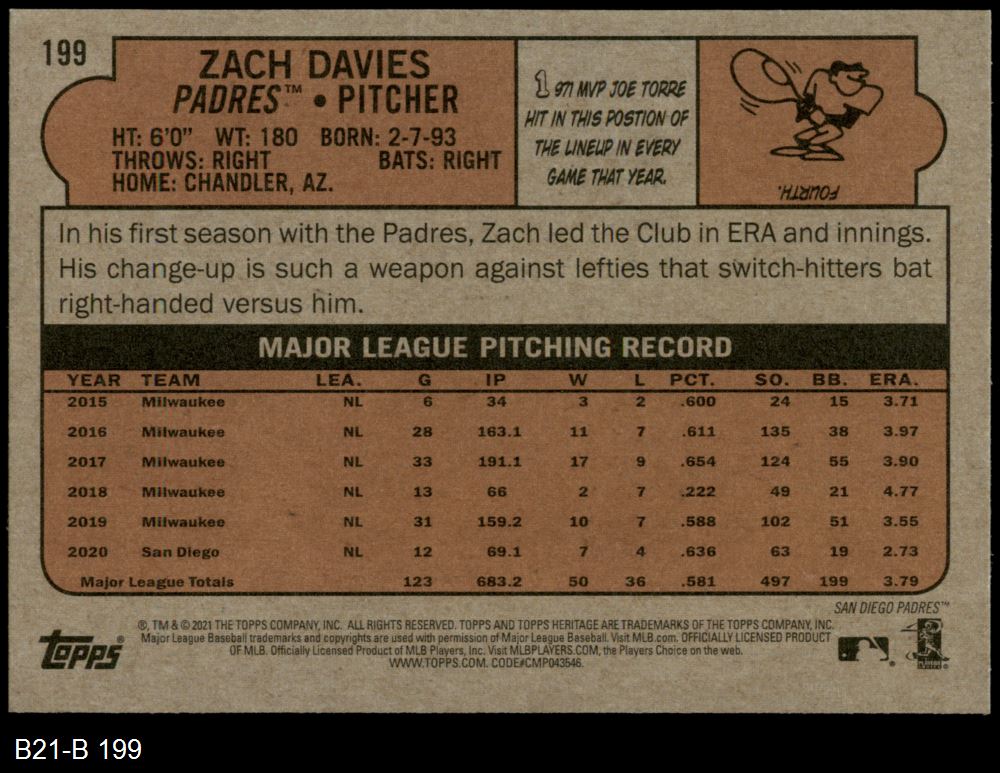 199
ZACH DAVIES
PADRES™ • PITCHER
HT: 6'0" WT: 180 BORN: 2-7-93
THROWS: RIGHT BATS: RIGHT
HOME: CHANDLER, AZ.
1971 MVP JOE TORRE
HIT IN THIS POSTION OF
THE LINEUP IN EVERY
GAME THAT YEAR.
FOURTH.
In his first season with the Padres, Zach led the Club in ERA and innings.
His change-up is such a weapon against lefties that switch-hitters bat
right-handed versus him.
MAJOR LEAGUE PITCHING RECORD
YEAR TEAM LEA. G IP W L PCT. SO. BB. ERA.
2015 Milwaukee NL 6 34 3 2 .600 24 15 3.71
2016 Milwaukee NL 28 163.1 11 7 .611 135 38 3.97
2017 Milwaukee NL 33 191.1 17 9 .654 124 55 3.90
2018 Milwaukee NL 13 66 2 7 .222 49 21 4.77
2019 Milwaukee NL 31 159.2 10 7 .588 102 51 3.55
2020 San Diego NL 12 69.1 7 4 .636 63 19 2.73
Major League Totals 123 683.2 50 36 .581 497 199 3.79
SAN DIEGO PADRES™
®, TM & © 2021 THE TOPPS COMPANY, INC. ALL RIGHTS RESERVED. TOPPS AND TOPPS HERITAGE ARE TRADEMARKS OF THE TOPPS COMPANY, INC.
Major League Baseball trademarks and copyrights are used with permission of Major League Baseball. Visit MLB.com. OFFICIALLY LICENSED PRODUCT
OF MLB. Officially Licensed Product of MLB Players, Inc. Visit MLBPLAYERS.COM, the Players Choice on the web.
WWW.TOPPS.COM. CODE#CMP043546.
Topps®
B21-B 199